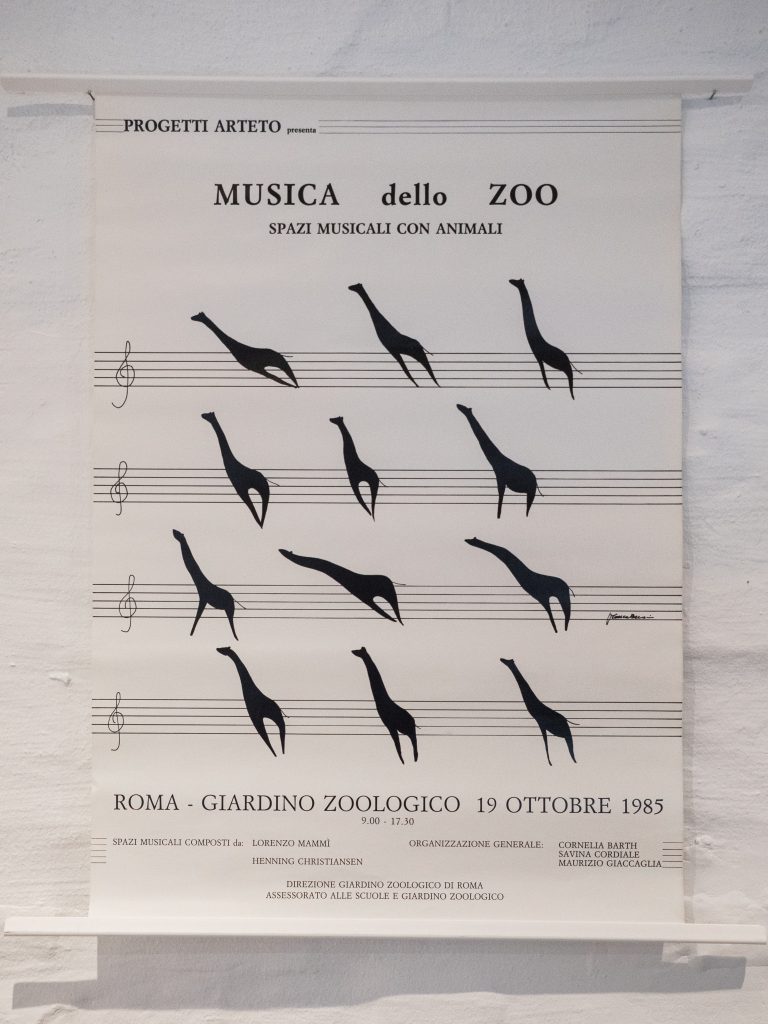 PROGETTI ARTETO presenta
MUSICA dello ZOO
SPAZI MUSICALI CON ANIMALI
ROMA - GIARDINO ZOOLOGICO 19 OTTOBRE 1985
9.00 - 17.30
SPAZI MUSICALI COMPOSTI da: LORENZO MAMMÌ
HENNING CHRISTIANSEN
ORGANIZZAZIONE GENERALE: CORNELIA BARTH
SAVINA CORDIALE
MAURIZIO GIACCAGLIA
DIREZIONE GIARDINO ZOOLOGICO DI ROMA
ASSESSORATO ALLE SCUOLE E GIARDINO ZOOLOGICO